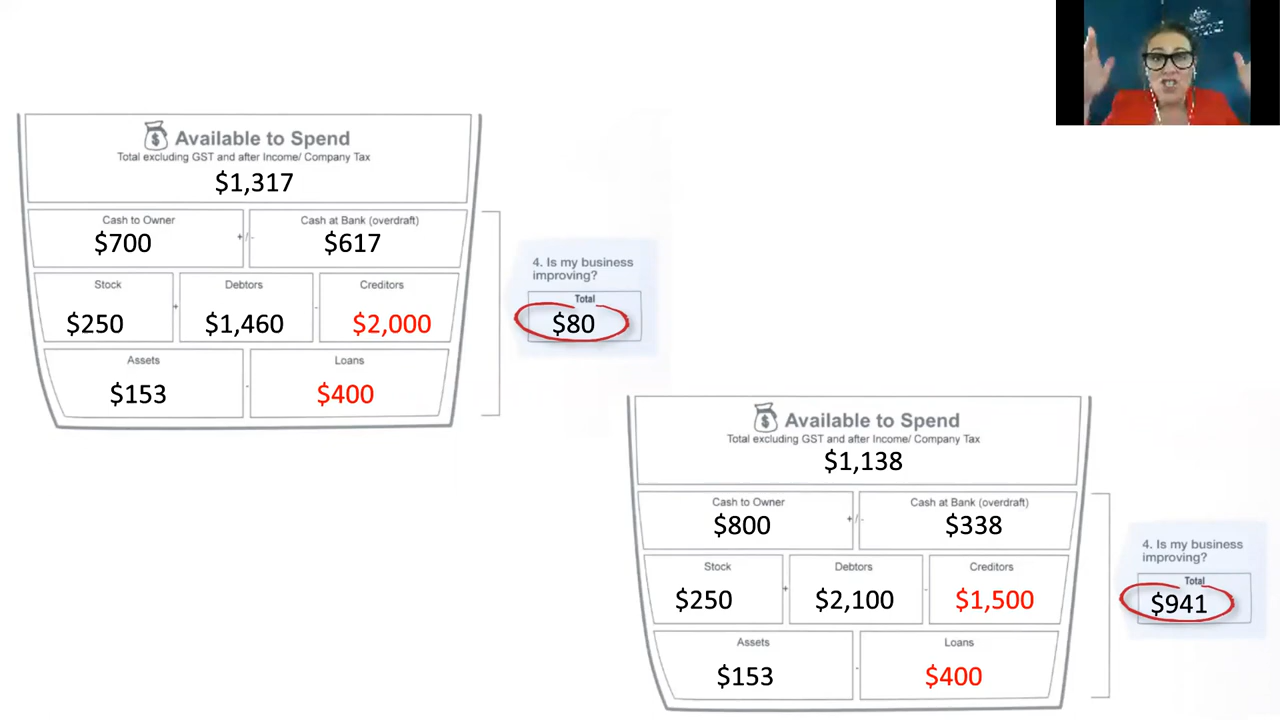 Available to Spend
Total excluding GST and after Income/ Company Tax
$1,317
Cash to Owner
Cash at Bank (overdraft)
$700
+/-
$617
Stock
Debtors
Creditors
$250
+
$1,460
-
$2,000
Assets
Loans
$153
-
$400
4. Is my business
improving?
Total
$80
Available to Spend
Total excluding GST and after Income/ Company Tax
$1,138
Cash to Owner
Cash at Bank (overdraft)
$800
+/-
$338
Stock
Debtors
Creditors
$250
+
$2,100
-
$1,500
Assets
Loans
$153
-
$400
4. Is my business
improving?
Total
$941